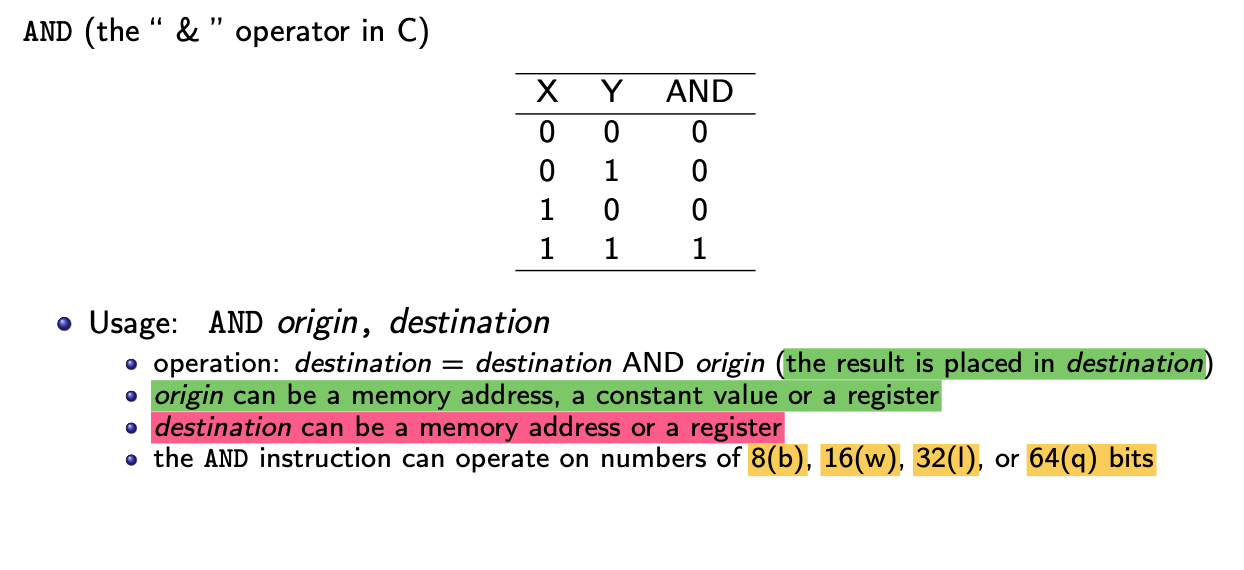 AND (the “ & ” operator in C)
X Y AND
0 0 0
0 1 0
1 0 0
1 1 1
Usage: AND origin, destination
operation: destination = destination AND origin (the result is placed in destination)
origin can be a memory address, a constant value or a register
destination can be a memory address or a register
the AND instruction can operate on numbers of 8(b), 16(w), 32(l), or 64(q) bits